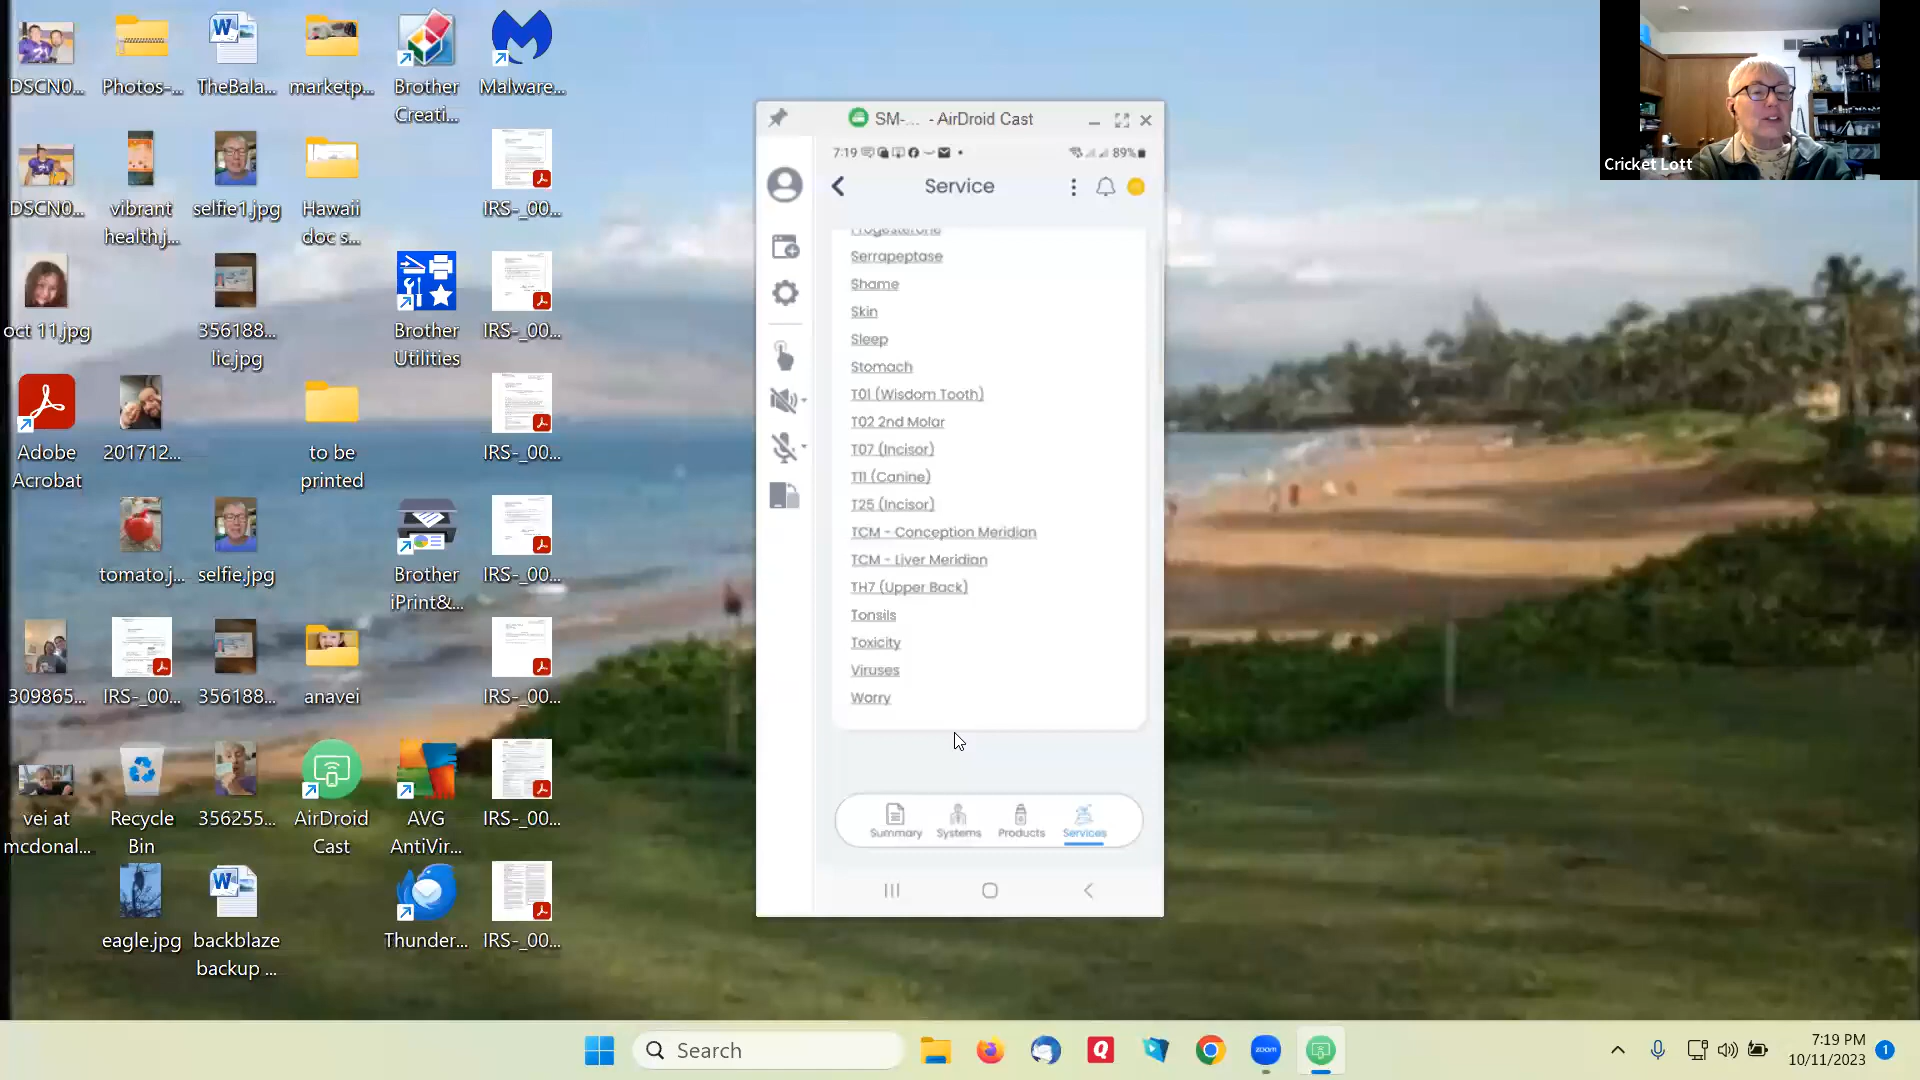 DSCN0...
Photos-...
TheBala...
marketp...
Brother
Creati...
Malware...
DSCN0...
vibrant
health.j...
selfie1.jpg
Hawaii
doc s...
IRS-_00...
oct 11.jpg
356188...
lic.jpg
Brother
Utilities
IRS-_00...
Adobe
Acrobat
201712...
to be
printed
IRS-_00...
tomato.j...
selfie.jpg
Brother
iPrint&...
IRS-_00...
309865...
IRS-_00...
356188...
anavei
IRS-_00...
vei at
mcdonal...
Recycle
Bin
356255...
AirDroid
Cast
AVG
AntiVir...
IRS-_00...
eagle.jpg
backblaze
backup ...
Thunder...
IRS-_00...
SM-... - AirDroid Cast
7:19
89%
Service
Progesterone
Serrapeptase
Shame
Skin
Sleep
Stomach
T01 (Wisdom Tooth)
T02 2nd Molar
T07 (Incisor)
T11 (Canine)
T25 (Incisor)
TCM - Conception Meridian
TCM - Liver Meridian
TH7 (Upper Back)
Tonsils
Toxicity
Viruses
Worry
Summary
Systems
Products
Services
Cricket Lott
Search
zoom
7:19 PM
10/11/2023
1